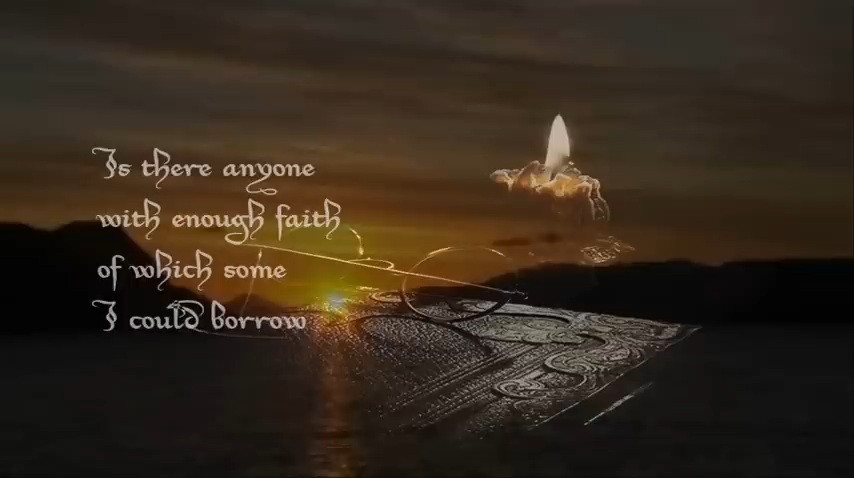 Is there anyone
with enough faith
of which some
I could borrow